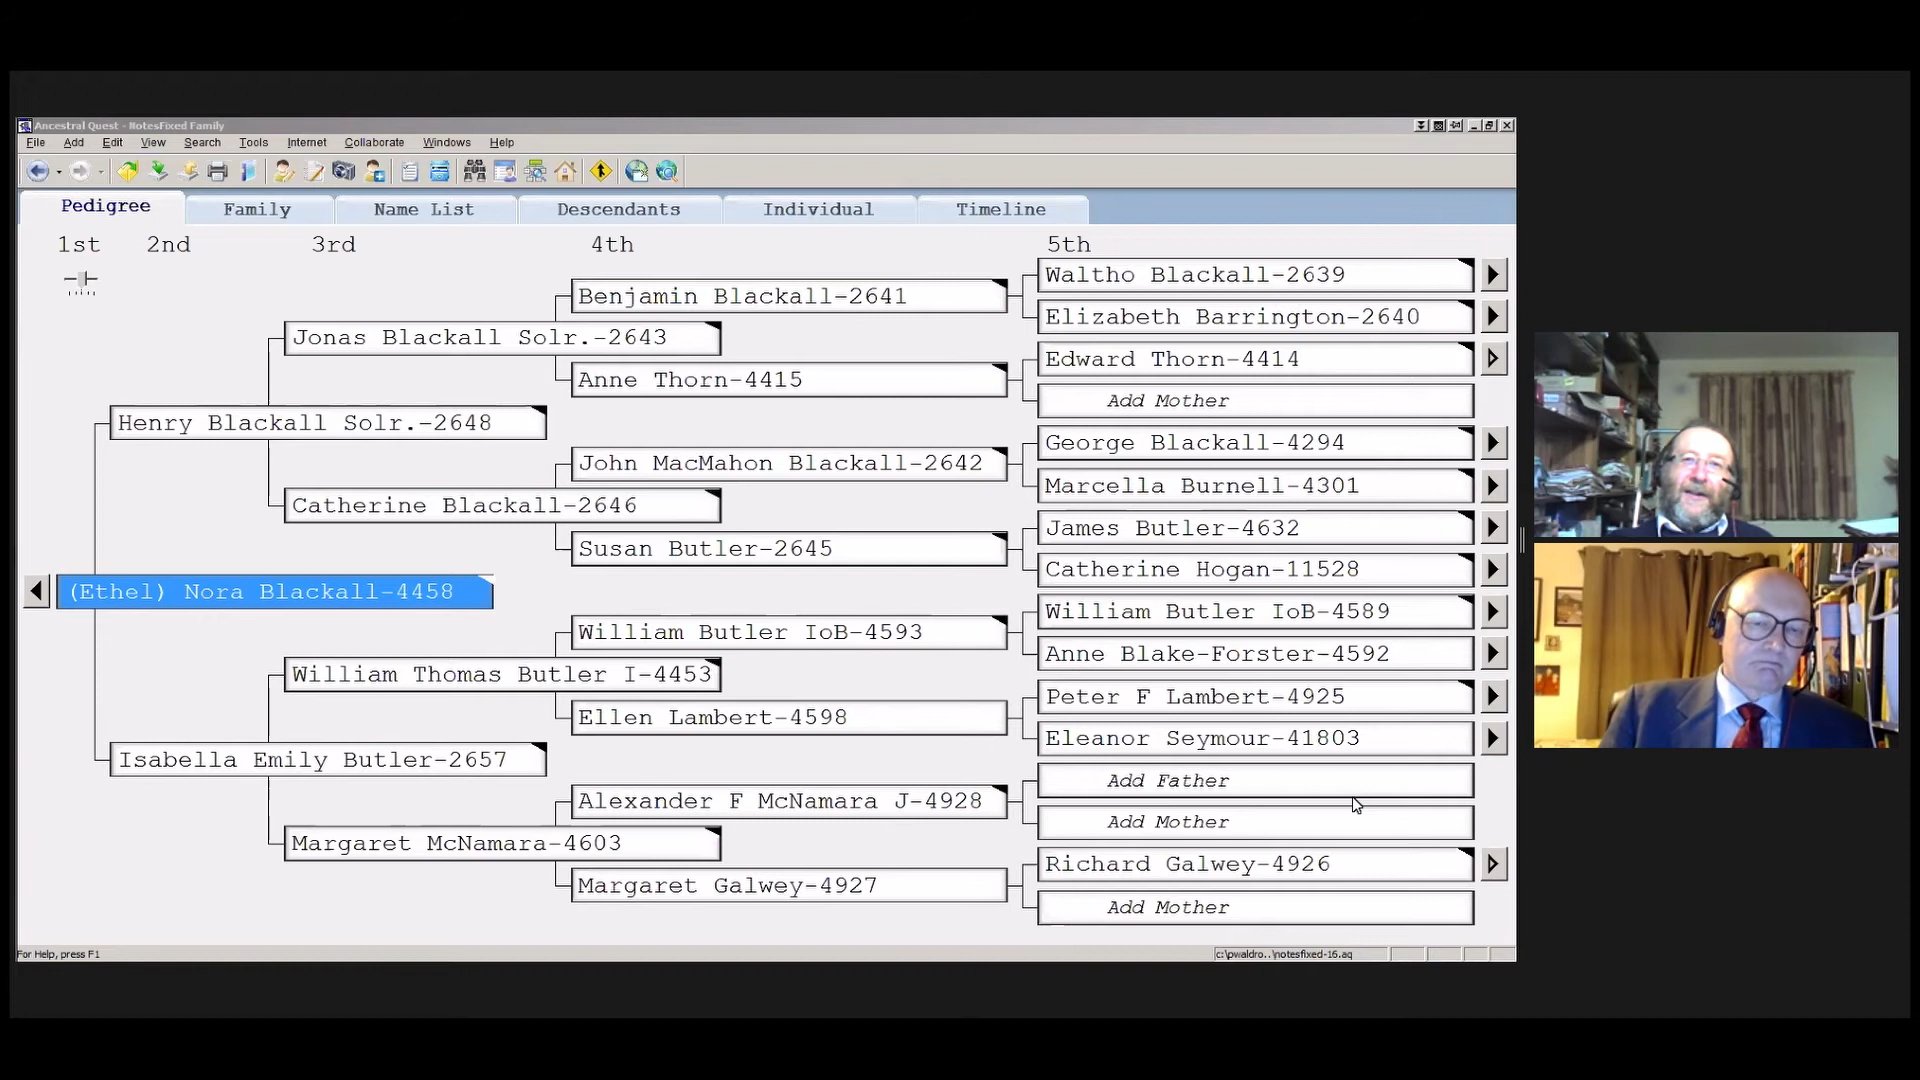 Ancestral Quest - NotesFixed Family
File Add Edit View Search Tools Internet Collaborate Windows Help
Pedigree Family Name List Descendants Individual Timeline
1st 2nd 3rd 4th 5th
Waltho Blackall-2639
Benjamin Blackall-2641
Elizabeth Barrington-2640
Jonas Blackall Solr.-2643
Edward Thorn-4414
Anne Thorn-4415
Add Mother
Henry Blackall Solr.-2648
George Blackall-4294
John MacMahon Blackall-2642
Marcella Burnell-4301
Catherine Blackall-2646
James Butler-4632
Susan Butler-2645
Catherine Hogan-11528
(Ethel) Nora Blackall-4458
William Butler IoB-4589
William Butler IoB-4593
Anne Blake-Forster-4592
William Thomas Butler I-4453
Peter F Lambert-4925
Ellen Lambert-4598
Eleanor Seymour-41803
Isabella Emily Butler-2657
Add Father
Alexander F McNamara J-4928
Add Mother
Margaret McNamara-4603
Richard Galwey-4926
Margaret Galwey-4927
Add Mother
For Help, press F1
c:\pwaldro..\notesfixed-16.aq